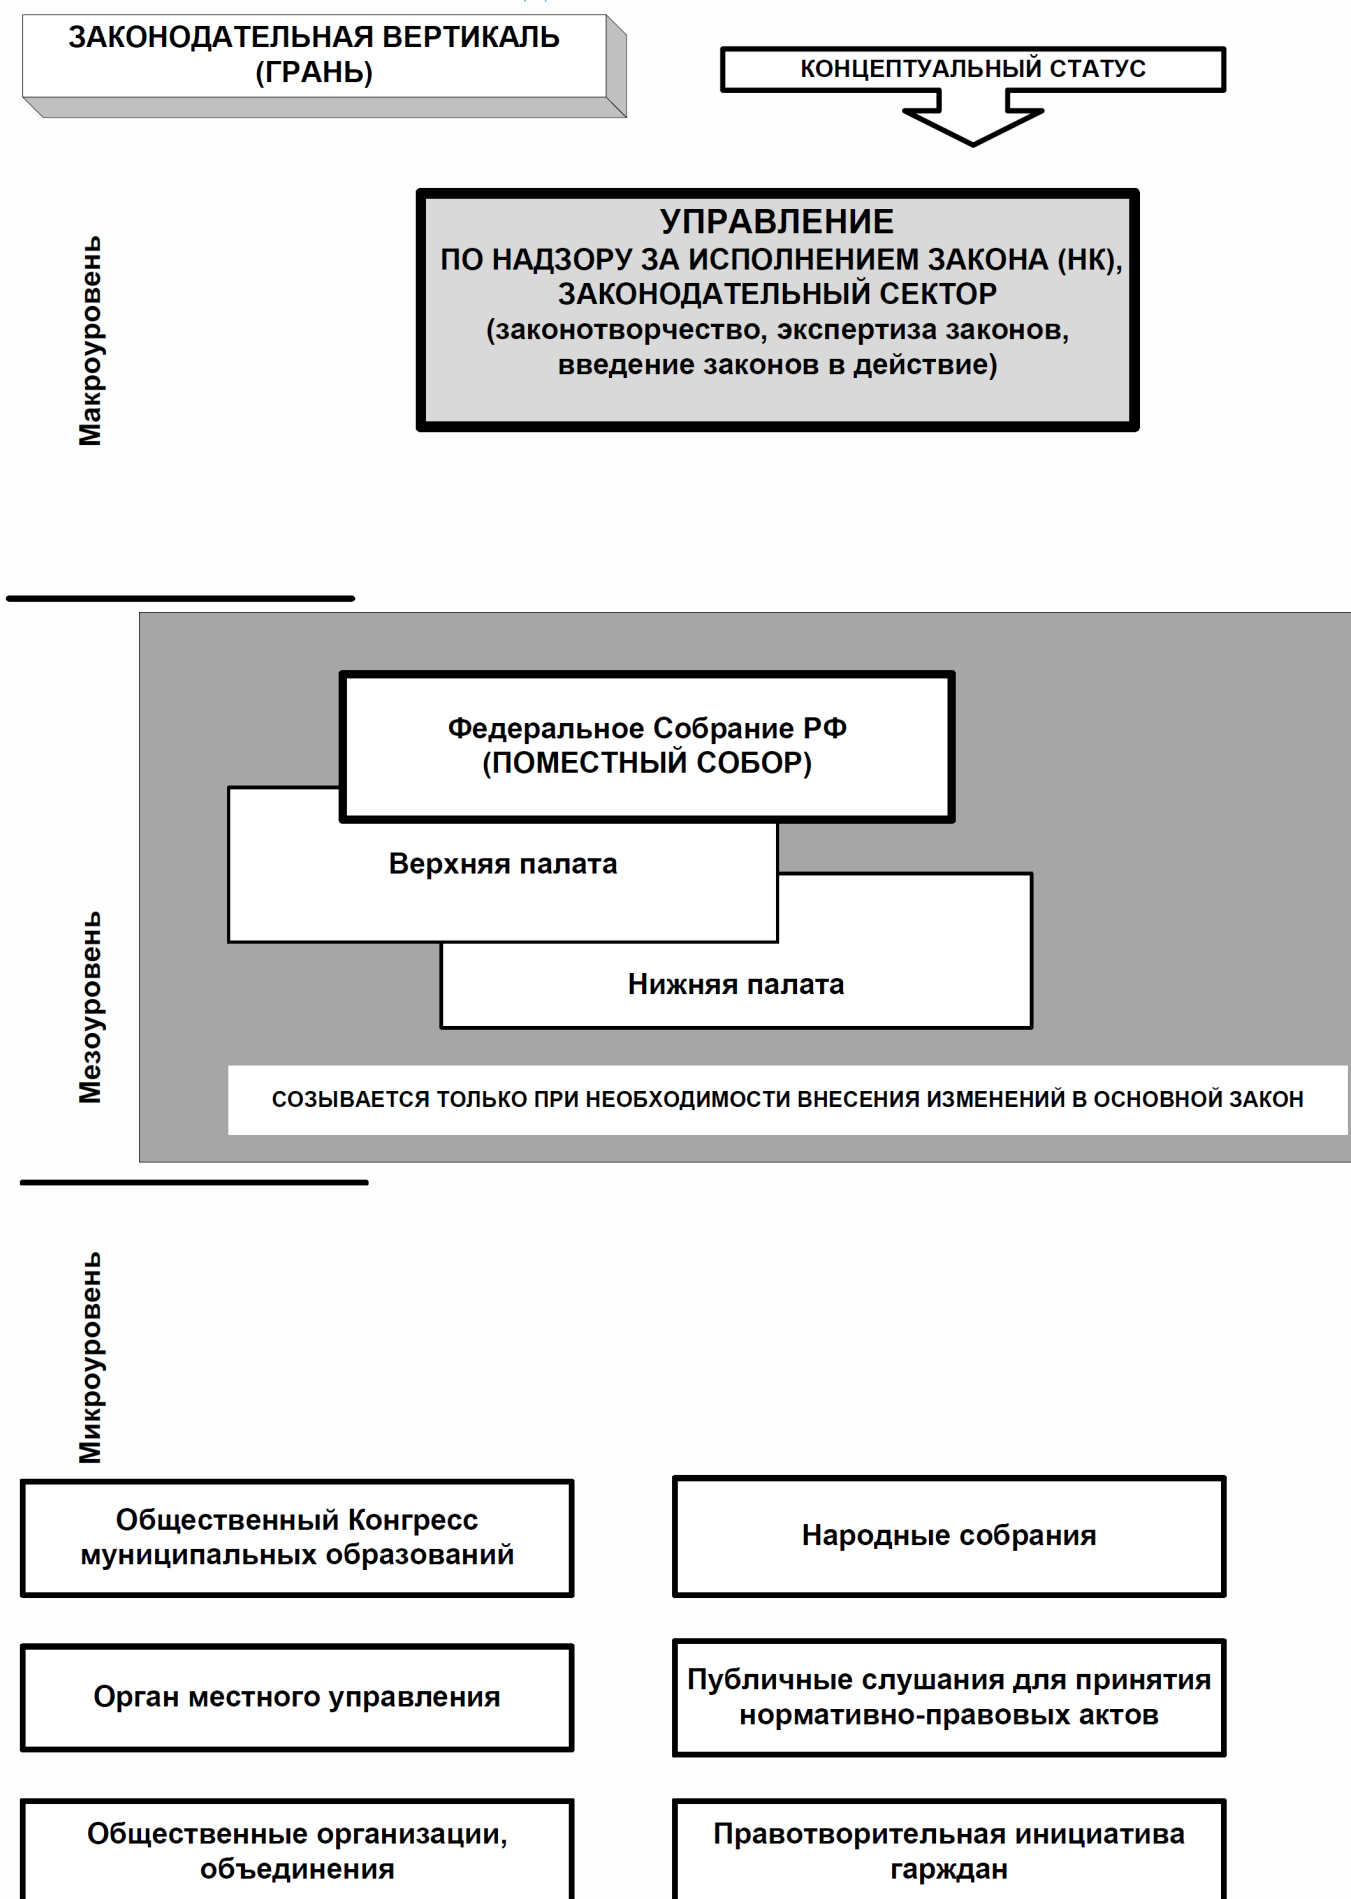 ЗАКОНОДАТЕЛЬНАЯ ВЕРТИКАЛЬ
(ГРАНЬ)
КОНЦЕПТУАЛЬНЫЙ СТАТУС
Макроуровень
УПРАВЛЕНИЕ
ПО НАДЗОРУ ЗА ИСПОЛНЕНИЕМ ЗАКОНА (НК),
ЗАКОНОДАТЕЛЬНЫЙ СЕКТОР
(законотворчество, экспертиза законов,
введение законов в действие)
Мезоуровень
Федеральное Собрание РФ
(ПОМЕСТНЫЙ СОБОР)
Верхняя палата
Нижняя палата
СОЗЫВАЕТСЯ ТОЛЬКО ПРИ НЕОБХОДИМОСТИ ВНЕСЕНИЯ ИЗМЕНЕНИЙ В ОСНОВНОЙ ЗАКОН
Микроуровень
Общественный Конгресс
муниципальных образований
Народные собрания
Орган местного управления
Публичные слушания для принятия
нормативно-правовых актов
Общественные организации,
объединения
Правотворительная инициатива
гарждан